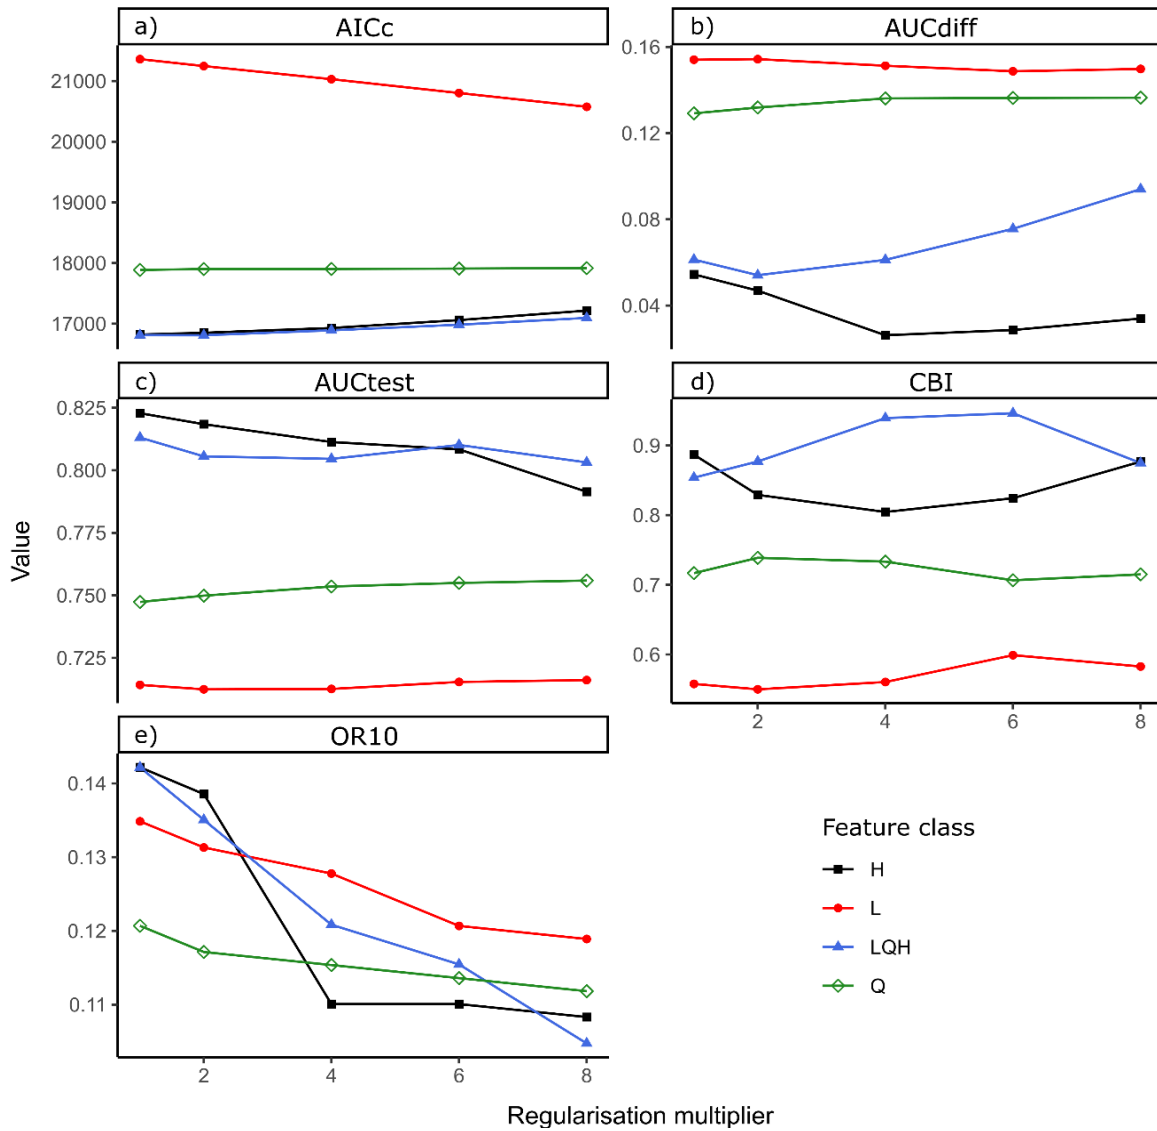 a) AICc
21000
20000
19000
18000
17000
b) AUCdiff
0.16
0.12
0.08
0.04
c) AUCtest
0.825
0.800
0.775
0.750
0.725
d) CBI
0.9
0.8
0.7
0.6
2 4 6 8
e) OR10
0.14
0.13
0.12
0.11
2 4 6 8
Value
Regularisation multiplier
Feature class
H
L
LQH
Q